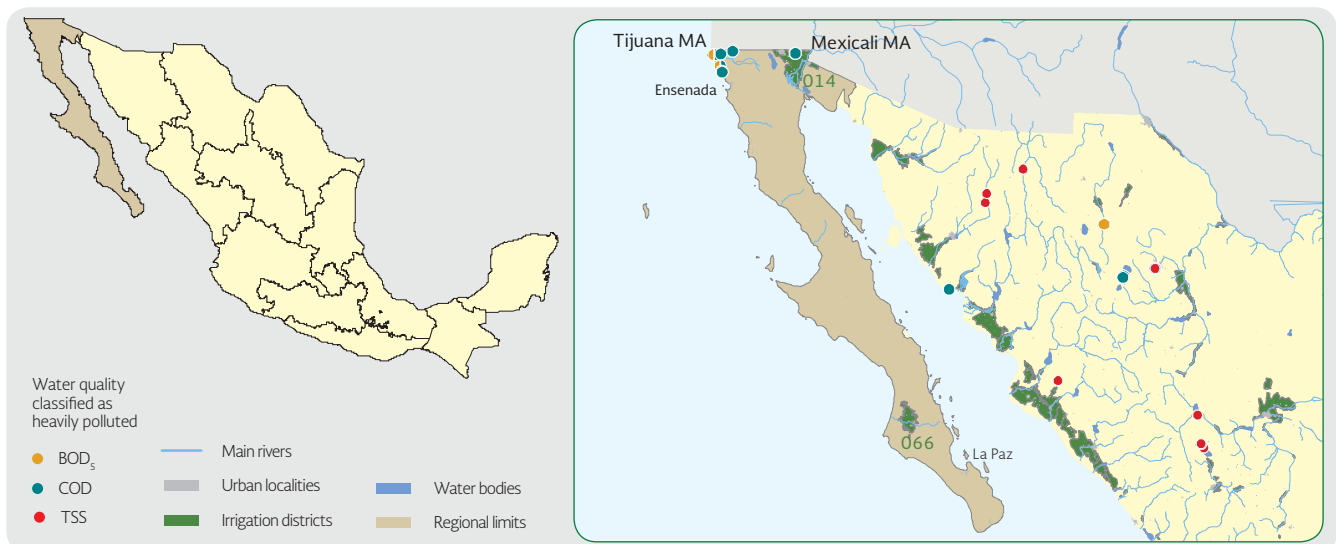 Water quality
classified as
heavily polluted
BOD5
COD
TSS
Main rivers
Urban localities
Irrigation districts
Water bodies
Regional limits
Tijuana MA
Mexicali MA
014
Ensenada
066
La Paz